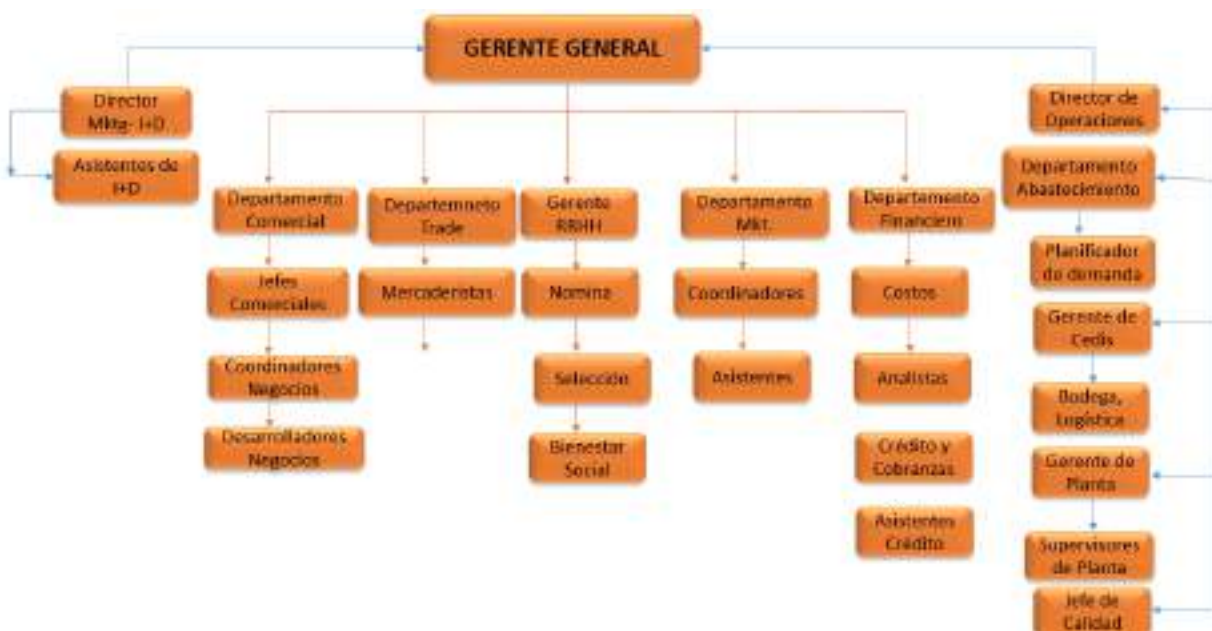 GERENTE GENERAL
Director
Mktg- I+D
Asistentes de
I+D
Director de
Operaciones
Departamento
Abastecimiento
Departamento
Comercial
Departemneto
Trade
Gerente
RRHH
Departamento
Mkt.
Departamento
Financiero
Planificador
de demanda
Jefes
Comerciales
Mercaderistas
Nomina
Coordinadores
Costos
Gerente de
Cedis
Coordinadores
Negocios
Selección
Asistentes
Analistas
Bodega,
Logística
Desarrolladores
Negocios
Bienestar
Social
Crédito y
Cobranzas
Gerente de
Planta
Asistentes
Crédito
Supervisores
de Planta
Jefe de
Calidad